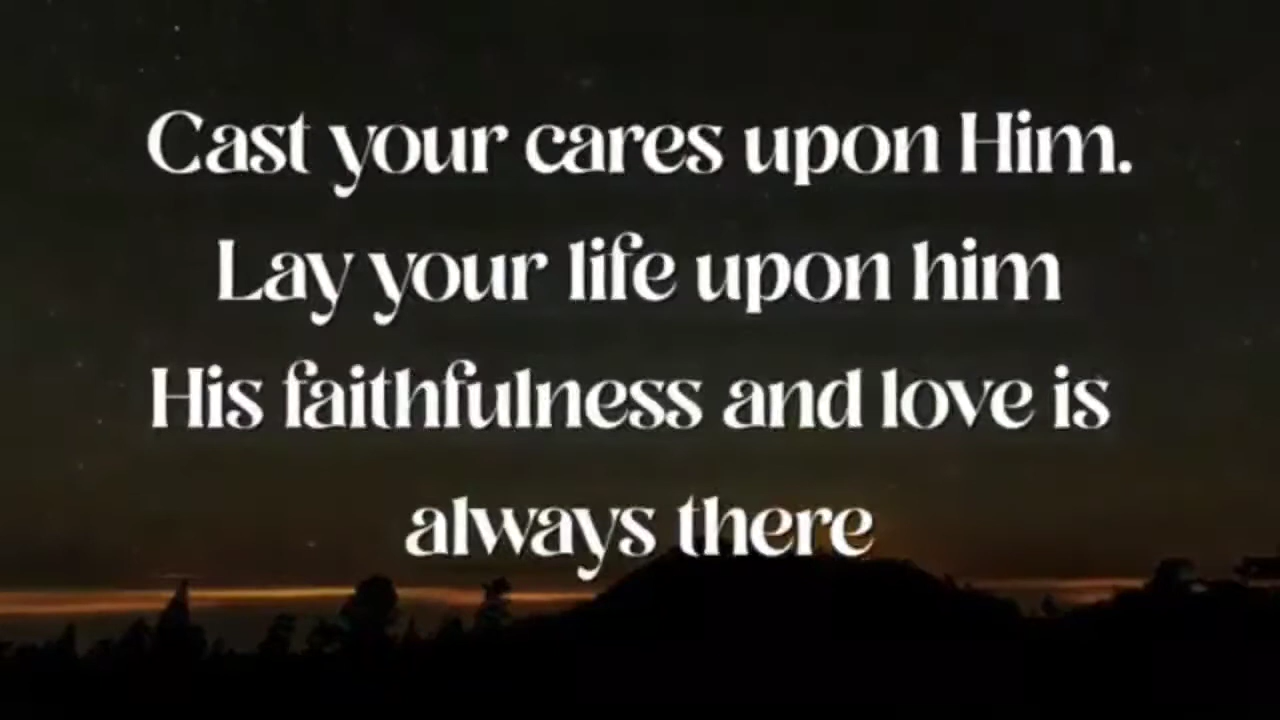 Cast your cares upon Him.
Lay your life upon him
His faithfulness and love is
always there